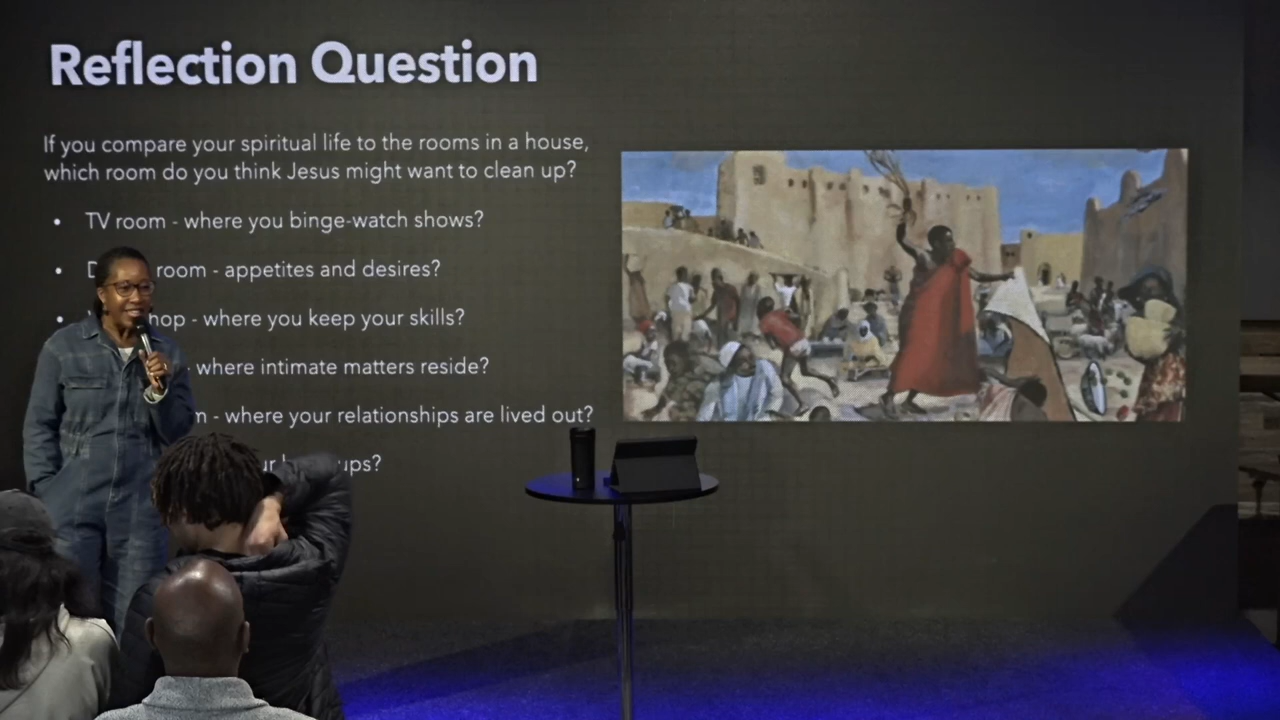 Reflection Question
If you compare your spiritual life to the rooms in a house,
which room do you think Jesus might want to clean up?
• TV room - where you binge-watch shows?
• room - appetites and desires?
• - where you keep your skills?
- where intimate matters reside?
- where your relationships are lived out?